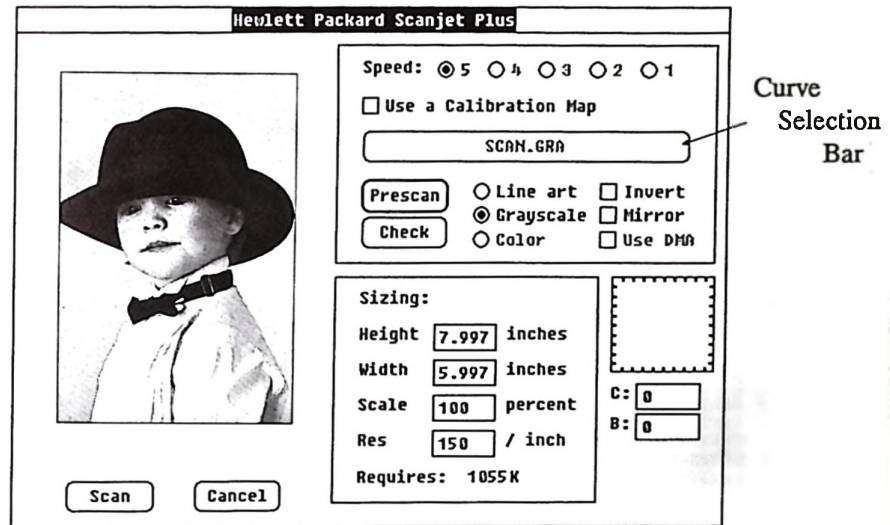 Hewlett Packard Scanjet Plus
Speed: 5 4 3 2 1
Use a Calibration Map
SCAN.GRA
Prescan
Check
Line art
Grayscale
Color
Invert
Mirror
Use DMA
Curve
Selection
Bar
Sizing:
Height 7.997 inches
Width 5.997 inches
Scale 100 percent
Res 150 / inch
Requires: 1055K
C: 0
B: 0
Scan
Cancel